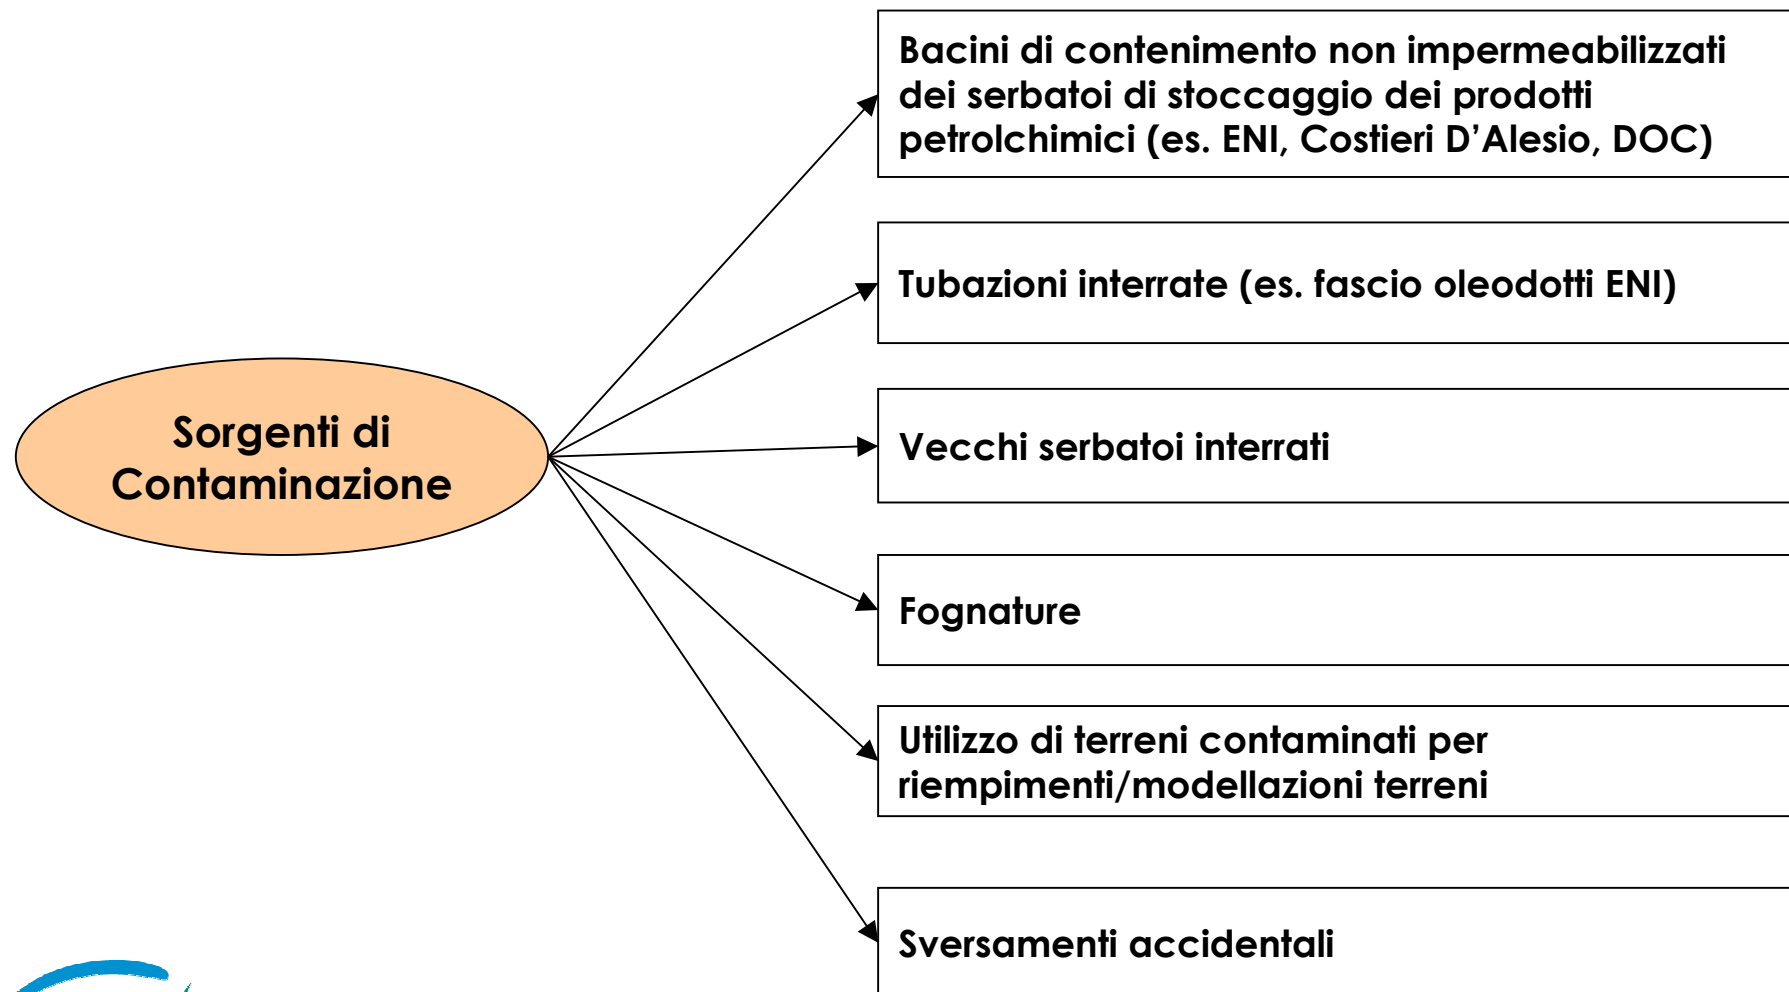 Bacini di contenimento non impermeabilizzati
dei serbatoi di stoccaggio dei prodotti
petrolchimici (es. ENI, Costieri D’Alesio, DOC)
Tubazioni interrate (es. fascio oleodotti ENI)
Sorgenti di
Contaminazione
Vecchi serbatoi interrati
Fognature
Utilizzo di terreni contaminati per
riempimenti/modellazioni terreni
Sversamenti accidentali